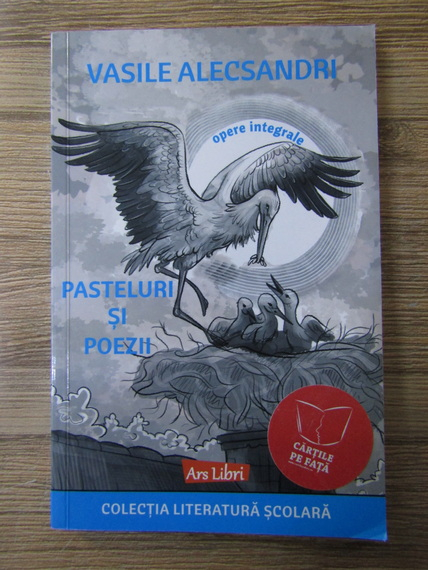 VASILE ALECSANDRI
opere integrale
PASTELURI
ȘI
POEZII
CĂRȚILE
PE FAȚĂ
Ars Libri
COLECȚIA LITERATURĂ ȘCOLARĂ